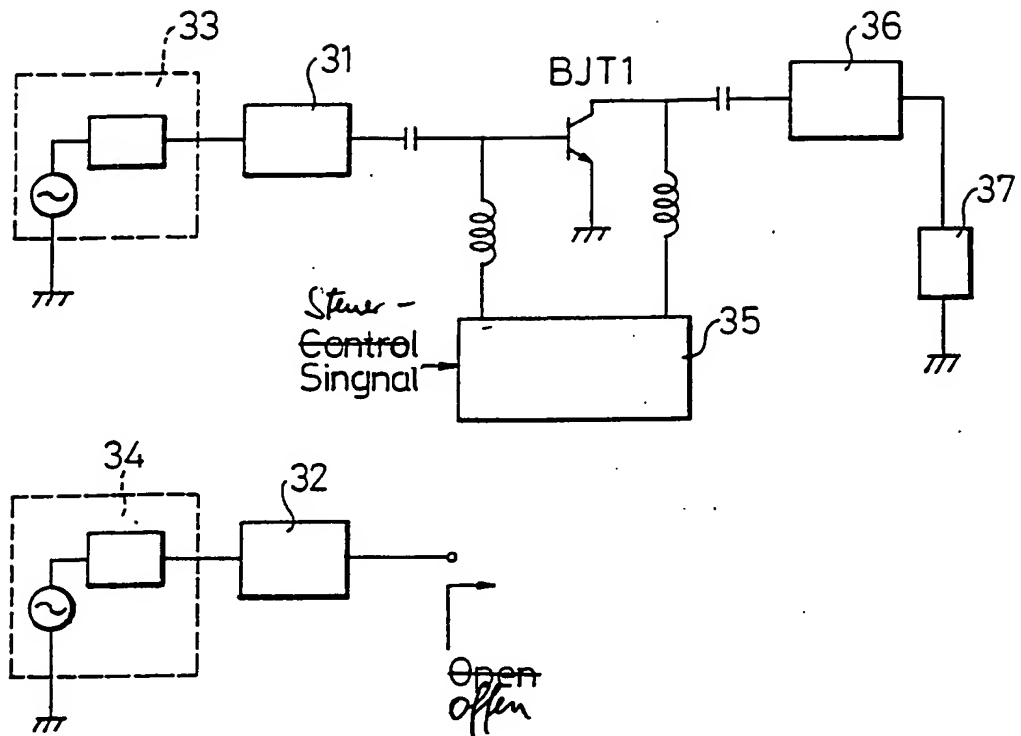 33
31
BJT1
36
37
Steuer -
Control
Singnal
35
34
32
Open
offen